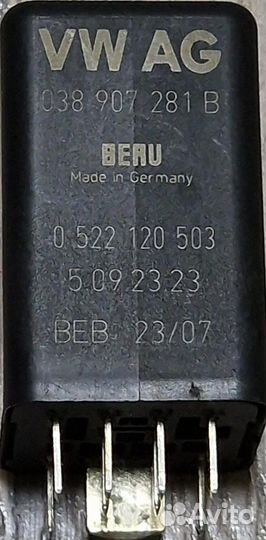 VW AG
038 907 281 B
BERU
Made in Germany
0 522 120 503
5.09 23 23
BEB 23/07
Avito